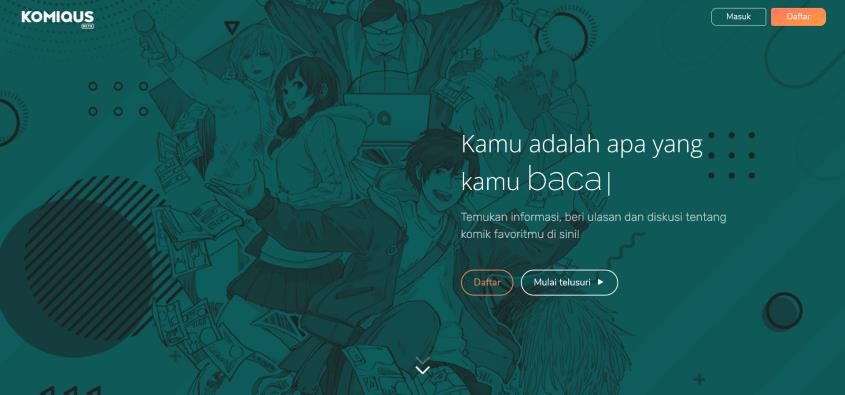 KOMIQUS
BETA
Masuk
Daftar
Kamu adalah apa yang
kamu baca|
Temukan informasi, beri ulasan dan diskusi tentang
komik favoritmu di sini!
Daftar
Mulai telusuri